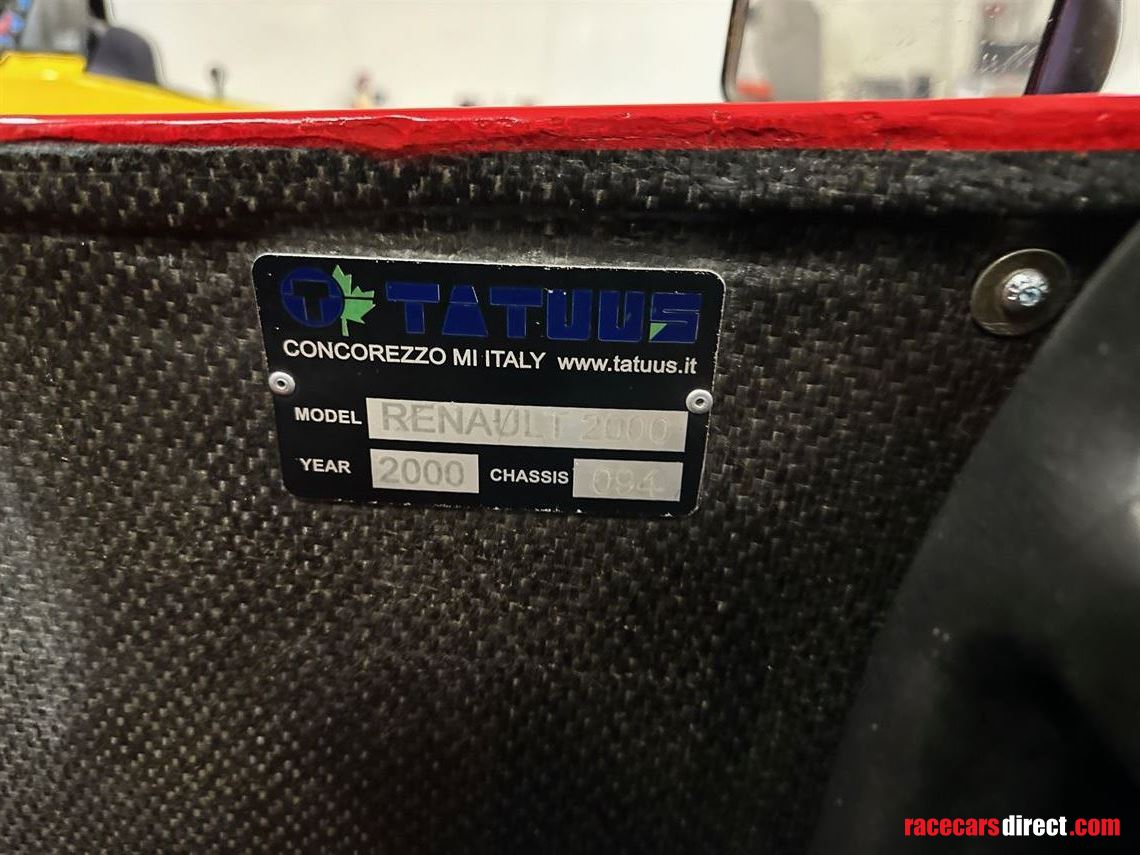 T TATUUS
CONCOREZZO MI ITALY www.tatuus.it
MODEL RENAULT 2000
YEAR 2000 CHASSIS 094
racecarsdirect.com